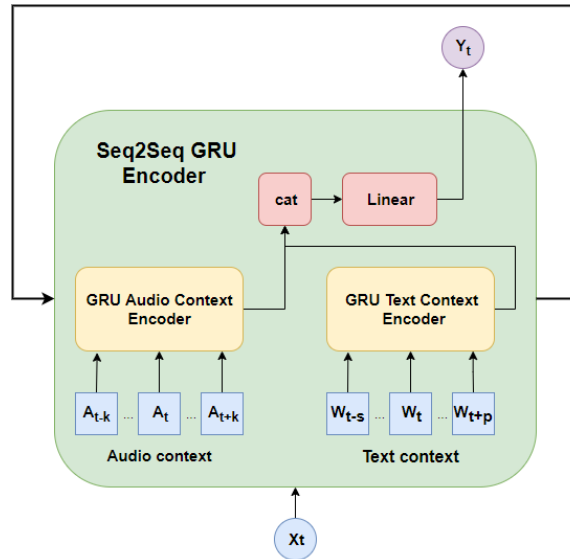 Yt
Seq2Seq GRU
Encoder
cat
Linear
GRU Audio Context
Encoder
GRU Text Context
Encoder
At-k ... At ... At+k
Wt-s ... Wt ... Wt+p
Audio context
Text context
Xt